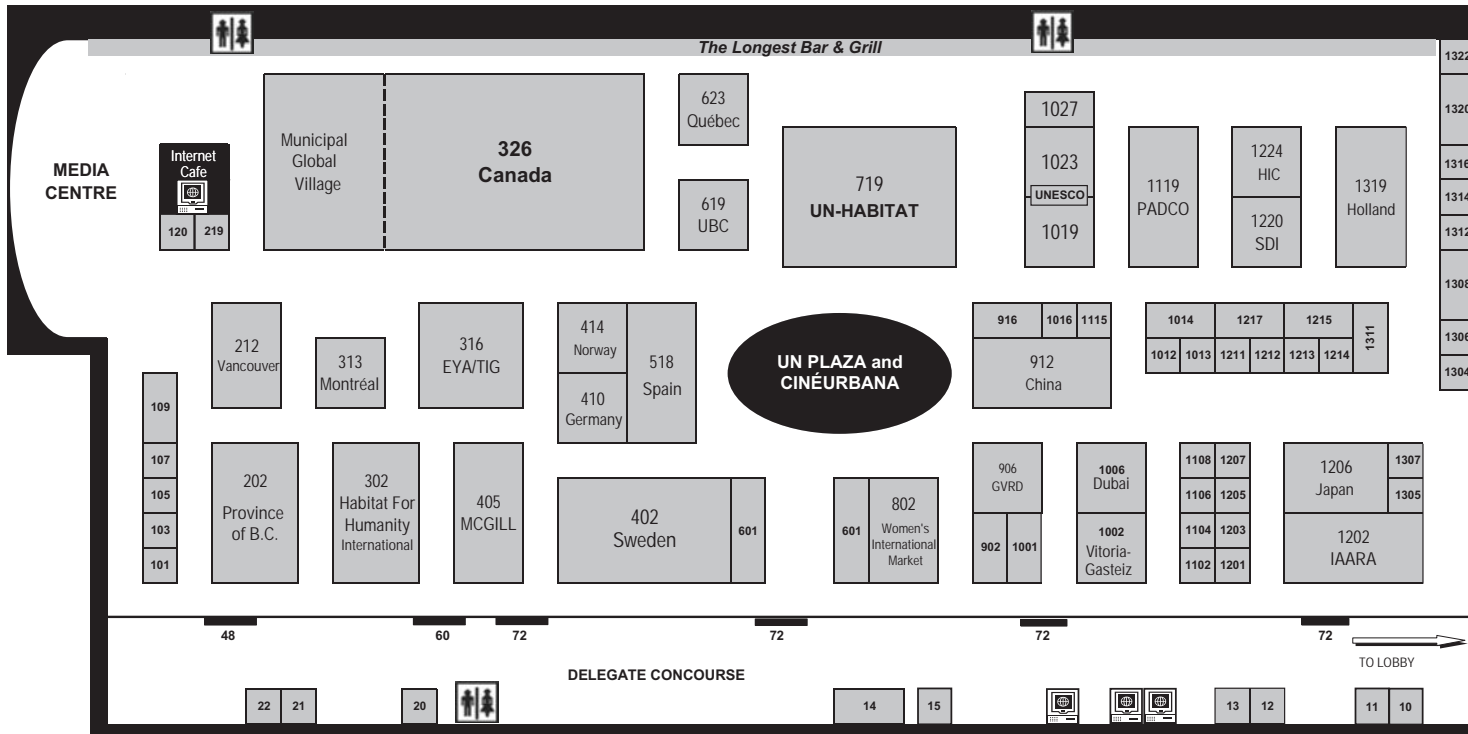 The Longest Bar & Grill
MEDIA
CENTRE
Internet
Cafe
120
219
Municipal
Global
Village
326
Canada
623
Québec
619
UBC
719
UN-HABITAT
1027
1023
UNESCO
1019
1119
PADCO
1224
HIC
1220
SDI
1319
Holland
1322
1320
1316
1314
1312
1308
1306
1304
212
Vancouver
313
Montréal
316
EYA/TIG
414
Norway
410
Germany
518
Spain
UN PLAZA and
CINÉURBANA
916
1016
1115
912
China
1014
1217
1215
1311
1012
1013
1211
1212
1213
1214
109
107
105
103
101
202
Province
of B.C.
302
Habitat For
Humanity
International
405
MCGILL
402
Sweden
601
601
802
Women's
International
Market
906
GVRD
902
1001
1006
Dubai
1002
Vitoria-
Gasteiz
1108
1207
1106
1205
1104
1203
1102
1201
1206
Japan
1307
1305
1202
IAARA
48
60
72
72
72
72
TO LOBBY
DELEGATE CONCOURSE
22
21
20
14
15
13
12
11
10